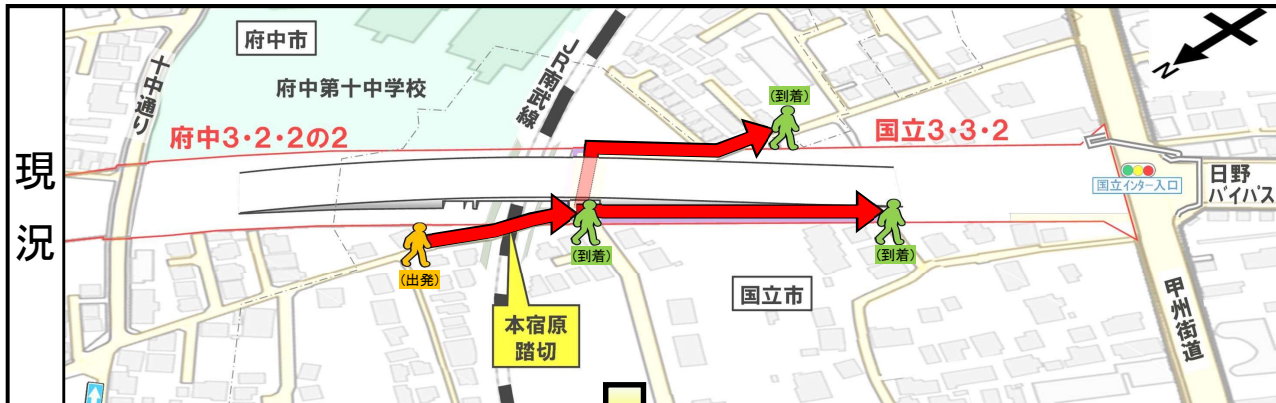 現況
府中市
十中通り
府中第十中学校
JR南武線
府中3・2・2の2
(到着)
国立3・3・2
N
国立インター入口
日野
バイパス
(出発)
(到着)
(到着)
本宿原
踏切
国立市
甲州街道